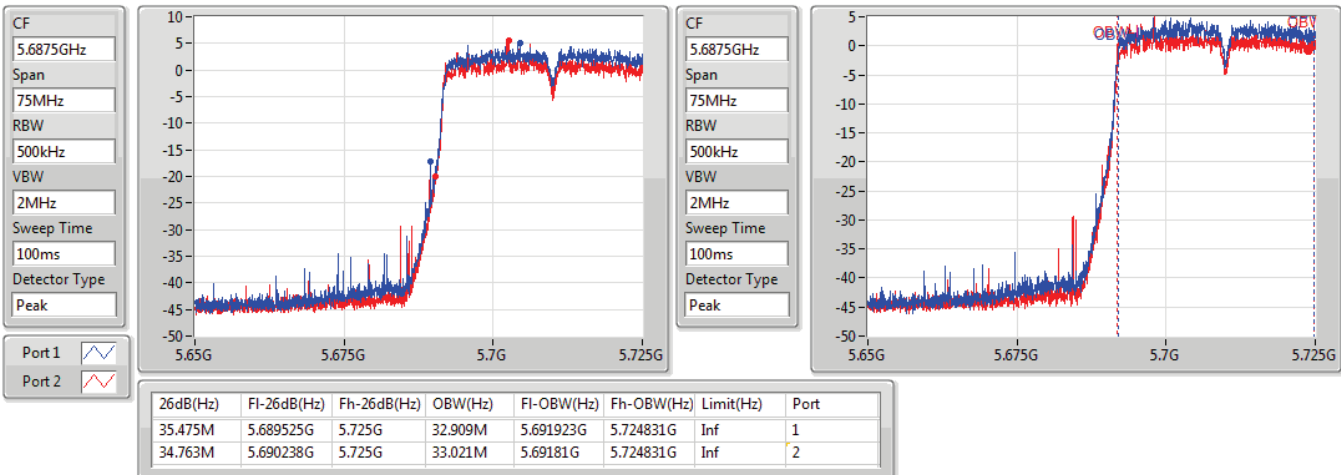 CF
5.6875GHz
Span
75MHz
RBW
500kHz
VBW
2MHz
Sweep Time
100ms
Detector Type
Peak
Port 1
Port 2
10
5
0
-5
-10
-15
-20
-25
-30
-35
-40
-45
-50
5.65G 5.675G 5.7G 5.725G
CF
5.6875GHz
Span
75MHz
RBW
500kHz
VBW
2MHz
Sweep Time
100ms
Detector Type
Peak
5
0
-5
-10
-15
-20
-25
-30
-35
-40
-45
-50
5.65G 5.675G 5.7G 5.725G
26dB(Hz) Fl-26dB(Hz) Fh-26dB(Hz) OBW(Hz) Fl-OBW(Hz) Fh-OBW(Hz) Limit(Hz) Port
35.475M 5.689525G 5.725G 32.909M 5.691923G 5.724831G Inf 1
34.763M 5.690238G 5.725G 33.021M 5.69181G 5.724831G Inf 2